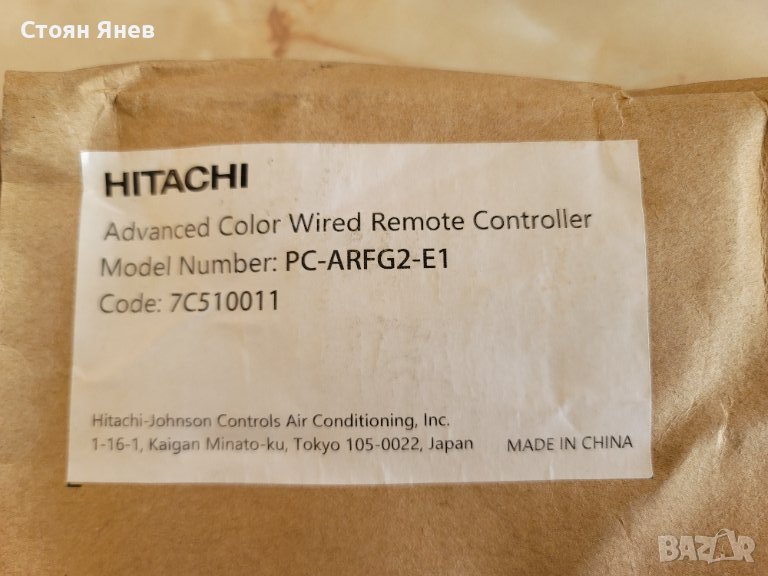 Стоян Янев
HITACHI
Advanced Color Wired Remote Controller
Model Number: PC-ARFG2-E1
Code: 7C510011
Hitachi-Johnson Controls Air Conditioning, Inc.
1-16-1, Kaigan Minato-ku, Tokyo 105-0022, Japan MADE IN CHINA
BAZAR